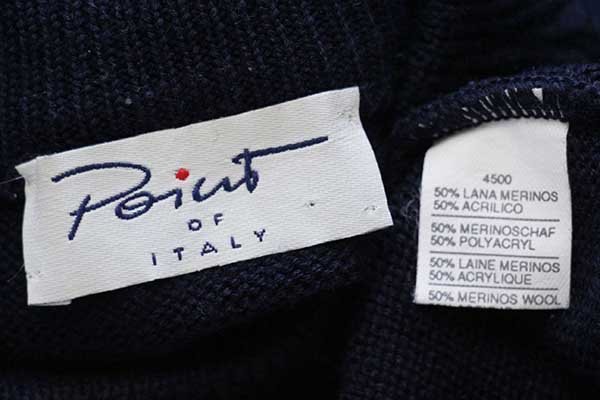 Point
OF
ITALY
4500
50% LANA MERINOS
50% ACRILICO
50% MERINOSCHAF
50% POLYACRYL
50% LAINE MERINOS
50% ACRYLIQUE
50% MERINOS WOOL